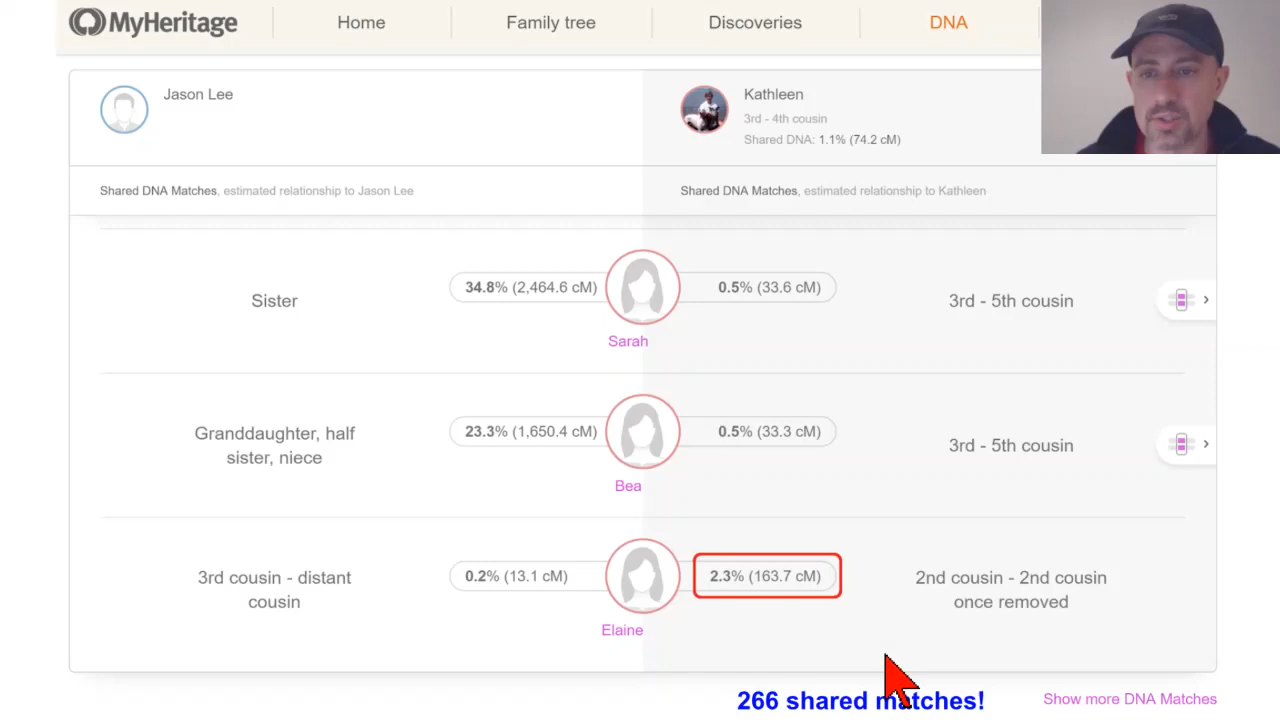 MyHeritage
Home
Family tree
Discoveries
DNA
Jason Lee
Kathleen
3rd - 4th cousin
Shared DNA: 1.1% (74.2 cM)
Shared DNA Matches, estimated relationship to Jason Lee
Shared DNA Matches, estimated relationship to Kathleen
Sister
34.8% (2,464.6 cM)
0.5% (33.6 cM)
3rd - 5th cousin
Sarah
Granddaughter, half
sister, niece
23.3% (1,650.4 cM)
0.5% (33.3 cM)
3rd - 5th cousin
Bea
3rd cousin - distant
cousin
0.2% (13.1 cM)
2.3% (163.7 cM)
2nd cousin - 2nd cousin
once removed
Elaine
266 shared matches!
Show more DNA Matches